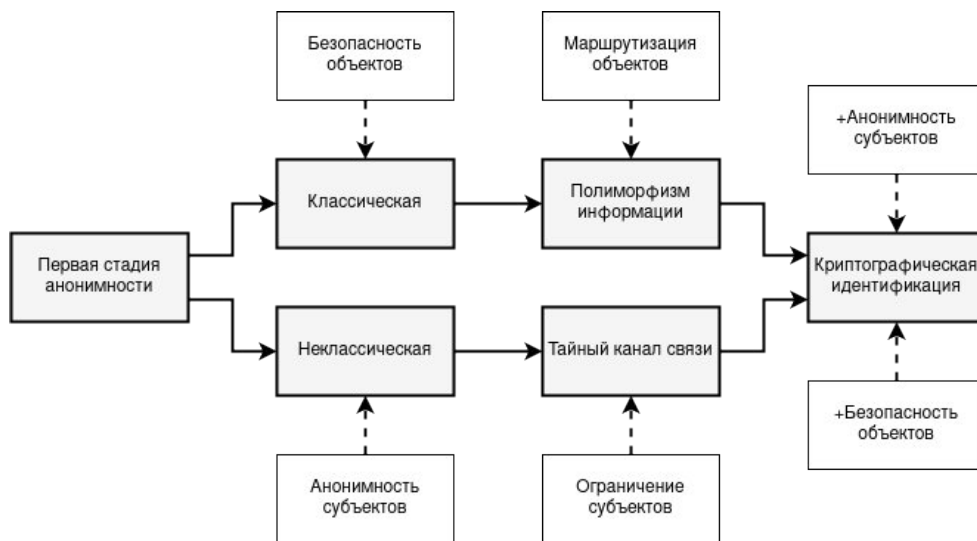 Безопасность
объектов
Маршрутизация
объектов
+Анонимность
субъектов
Классическая
Полиморфизм
информации
Первая стадия
анонимности
Криптографическая
идентификация
Неклассическая
Тайный канал связи
+Безопасность
объектов
Анонимность
субъектов
Ограничение
субъектов